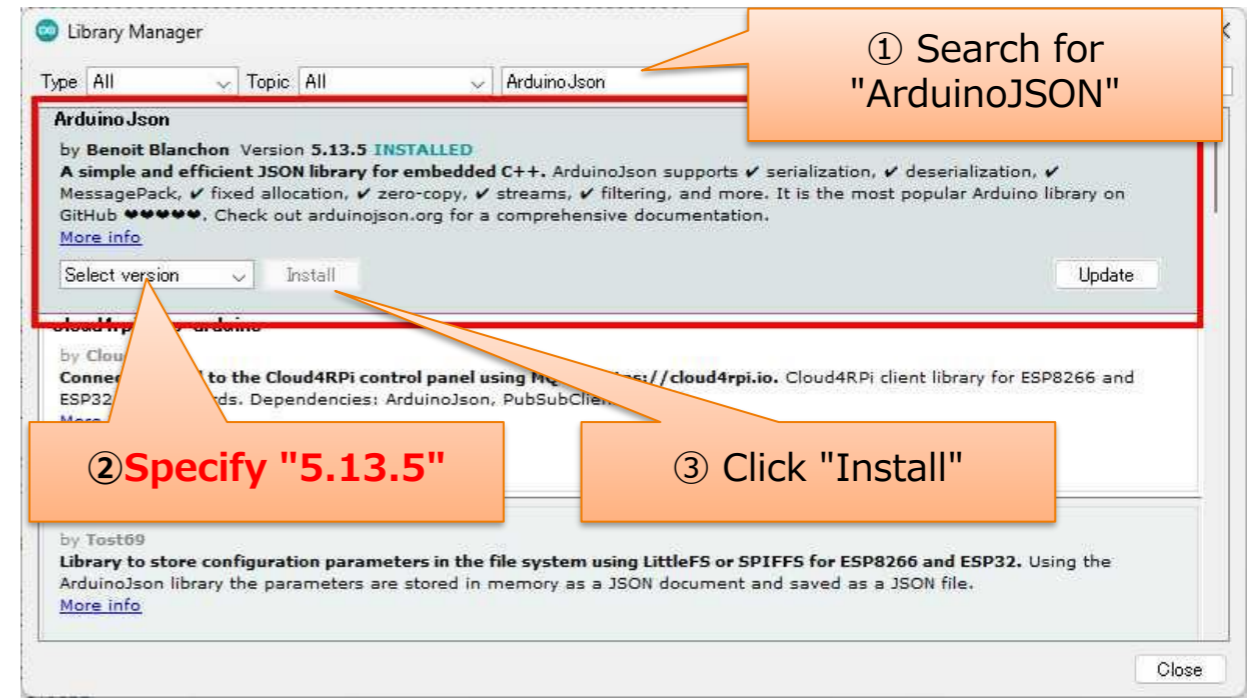 Library Manager
① Search for
"ArduinoJSON"
Type All Topic All ArduinoJson
ArduinoJson
by Benoit Blanchon Version 5.13.5 INSTALLED
A simple and efficient JSON library for embedded C++. ArduinoJson supports ✔ serialization, ✔ deserialization, ✔
MessagePack, ✔ fixed allocation, ✔ zero-copy, ✔ streams, ✔ filtering, and more. It is the most popular Arduino library on
GitHub ❤❤❤❤❤. Check out arduinojson.org for a comprehensive documentation.
More info
Select version Install Update
by
to the Cloud4RPi control panel using ://cloud4rpi.io. Cloud4RPi client library for ESP8266 and
ESP32 Dependencies: ArduinoJson,
②Specify "5.13.5"
③ Click "Install"
by Tost69
Library to store configuration parameters in the file system using LittleFS or SPIFFS for ESP8266 and ESP32. Using the
ArduinoJson library the parameters are stored in memory as a JSON document and saved as a JSON file.
More info
Close